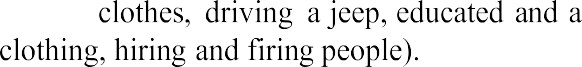 clothes, driving a jeep, educated and a
clothing, hiring and firing people).